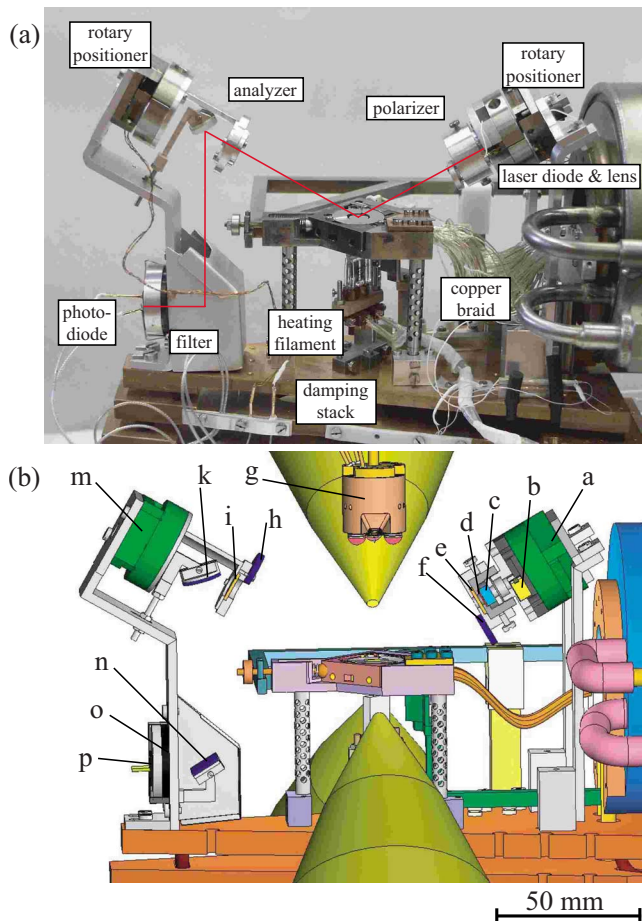 (a)
rotary
positioner
analyzer
polarizer
rotary
positioner
laser diode & lens
photo-
diode
filter
heating
filament
damping
stack
copper
braid
(b)
m
k
i
h
g
f
e
d
c
b
a
n
o
p
50 mm